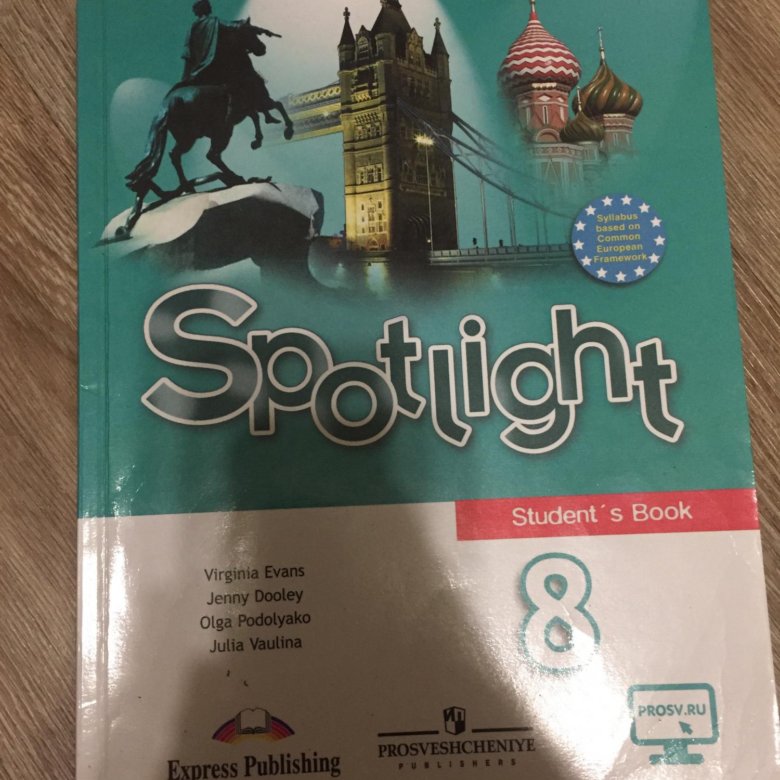 Syllabus
based on
Common
European
Framework
Spotlight
Student´s Book
8
Virginia Evans
Jenny Dooley
Olga Podolyako
Julia Vaulina
Express Publishing
PROSVESHCHENIYE
PUBLISHERS
PROSV.RU